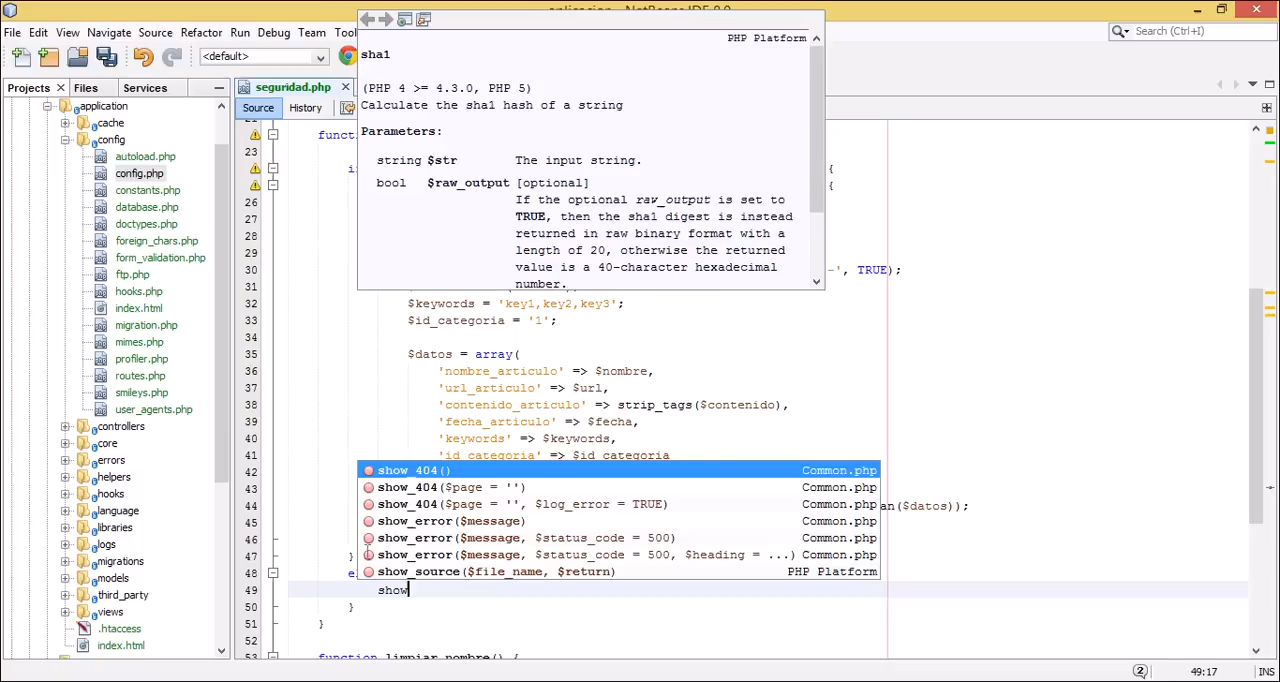 aplicacion - NetBeans IDE 8.0
File Edit View Navigate Source Refactor Run Debug Team
Search (Ctrl+I)
<default>
Projects Files Services
seguridad.php
Source History
application
cache
config
autoload.php
config.php
constants.php
database.php
doctypes.php
foreign_chars.php
form_validation.php
ftp.php
hooks.php
index.html
migration.php
mimes.php
profiler.php
routes.php
smileys.php
user_agents.php
controllers
core
errors
helpers
hooks
language
libraries
logs
migrations
models
third_party
views
.htaccess
index.html
PHP Platform
sha1
(PHP 4 >= 4.3.0, PHP 5)
Calculate the sha1 hash of a string
Parameters:
string $str The input string.
bool $raw_output [optional]
If the optional raw_output is set to
TRUE, then the sha1 digest is instead
returned in raw binary format with a
length of 20, otherwise the returned
value is a 40-character hexadecimal
number.
23 {
{
26
27
28
29
30 -', TRUE);
31
32 $keywords = 'key1,key2,key3';
33 $id_categoria = '1';
34
35 $datos = array(
36 'nombre_articulo' => $nombre,
37 'url_articulo' => $url,
38 'contenido_articulo' => strip_tags($contenido),
39 'fecha_articulo' => $fecha,
40 'keywords' => $keywords,
41 'id_categoria' => $id_categoria
42
43
44 an($datos));
45
46
47 }
48
49 show
50 }
51 }
52
53 function limpiar_nombre() {
show_404() Common.php
show_404($page = '') Common.php
show_404($page = '', $log_error = TRUE) Common.php
show_error($message) Common.php
show_error($message, $status_code = 500) Common.php
show_error($message, $status_code = 500, $heading = ...) Common.php
show_source($file_name, $return) PHP Platform
2 49:17 INS